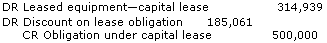 DR Leased equipment—capital lease 314,939
DR Discount on lease obligation 185,061
CR Obligation under capital lease 500,000